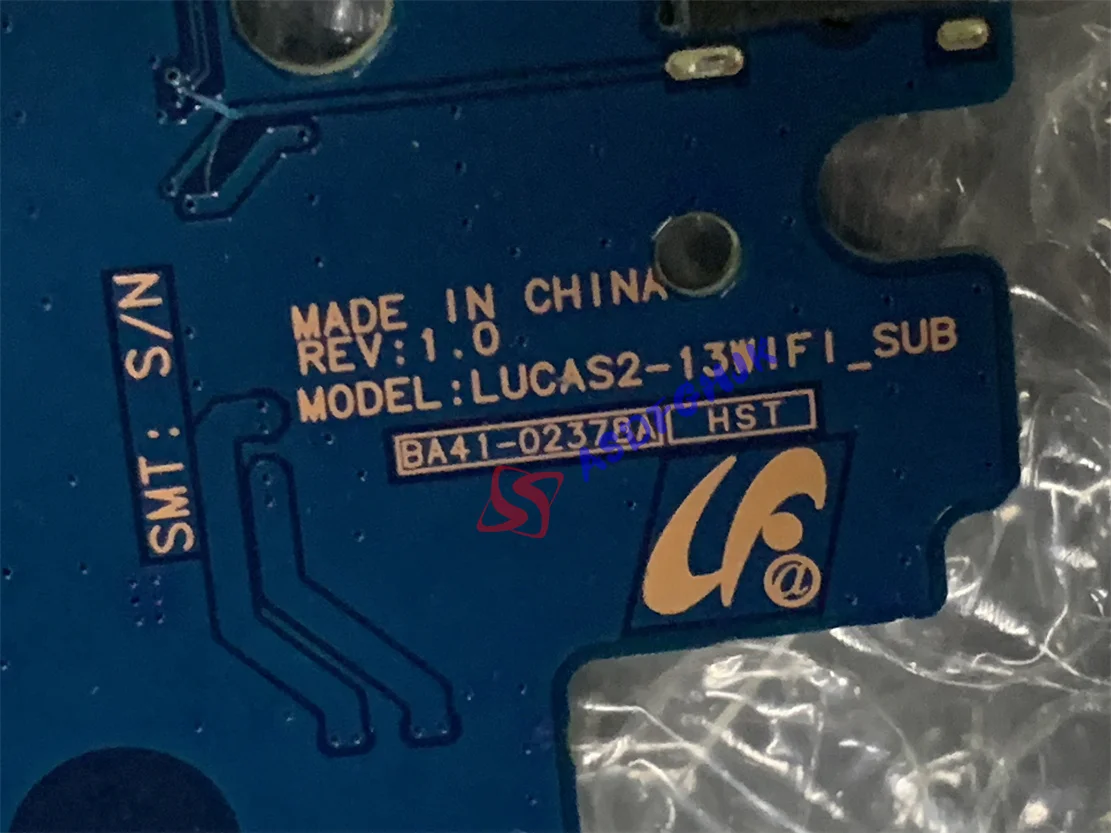 MADE IN CHINA
REV:1.0
MODEL:LUCAS2-13WIFI_SUB
BA41-02378A HST
SMT: S/N
@